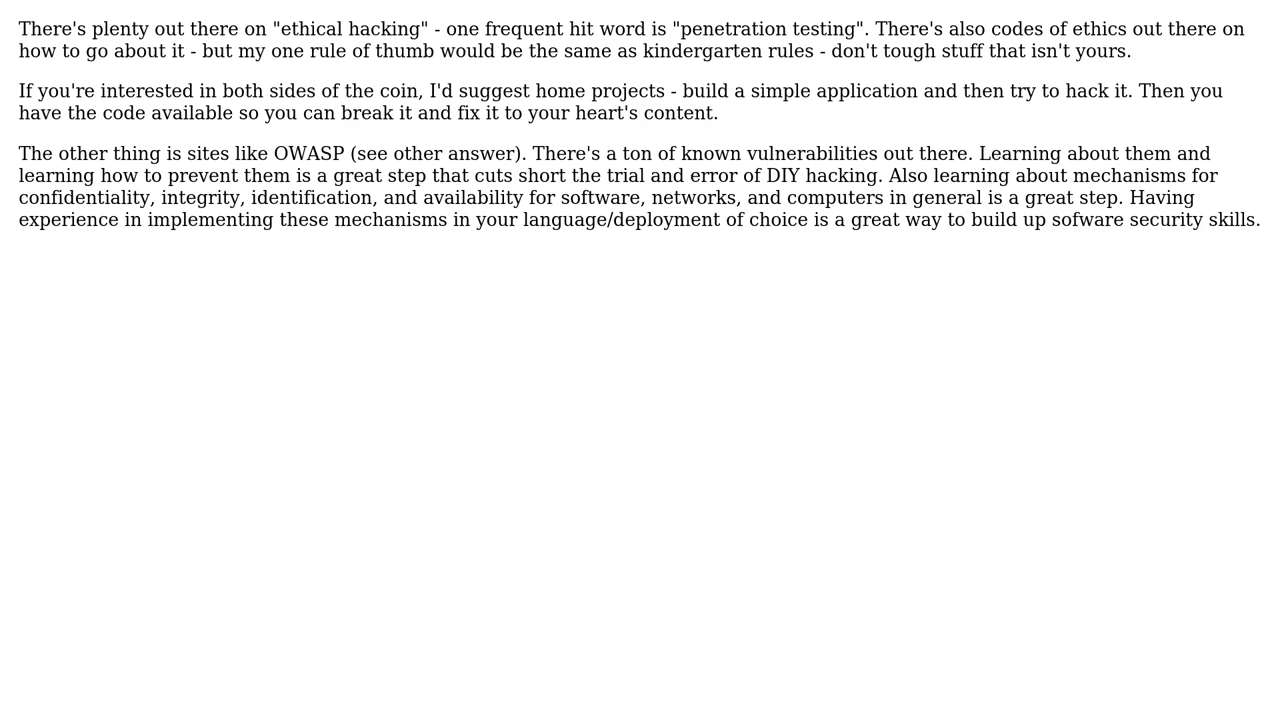 There's plenty out there on "ethical hacking" - one frequent hit word is "penetration testing". There's also codes of ethics out there on
how to go about it - but my one rule of thumb would be the same as kindergarten rules - don't tough stuff that isn't yours.
If you're interested in both sides of the coin, I'd suggest home projects - build a simple application and then try to hack it. Then you
have the code available so you can break it and fix it to your heart's content.
The other thing is sites like OWASP (see other answer). There's a ton of known vulnerabilities out there. Learning about them and
learning how to prevent them is a great step that cuts short the trial and error of DIY hacking. Also learning about mechanisms for
confidentiality, integrity, identification, and availability for software, networks, and computers in general is a great step. Having
experience in implementing these mechanisms in your language/deployment of choice is a great way to build up sofware security skills.